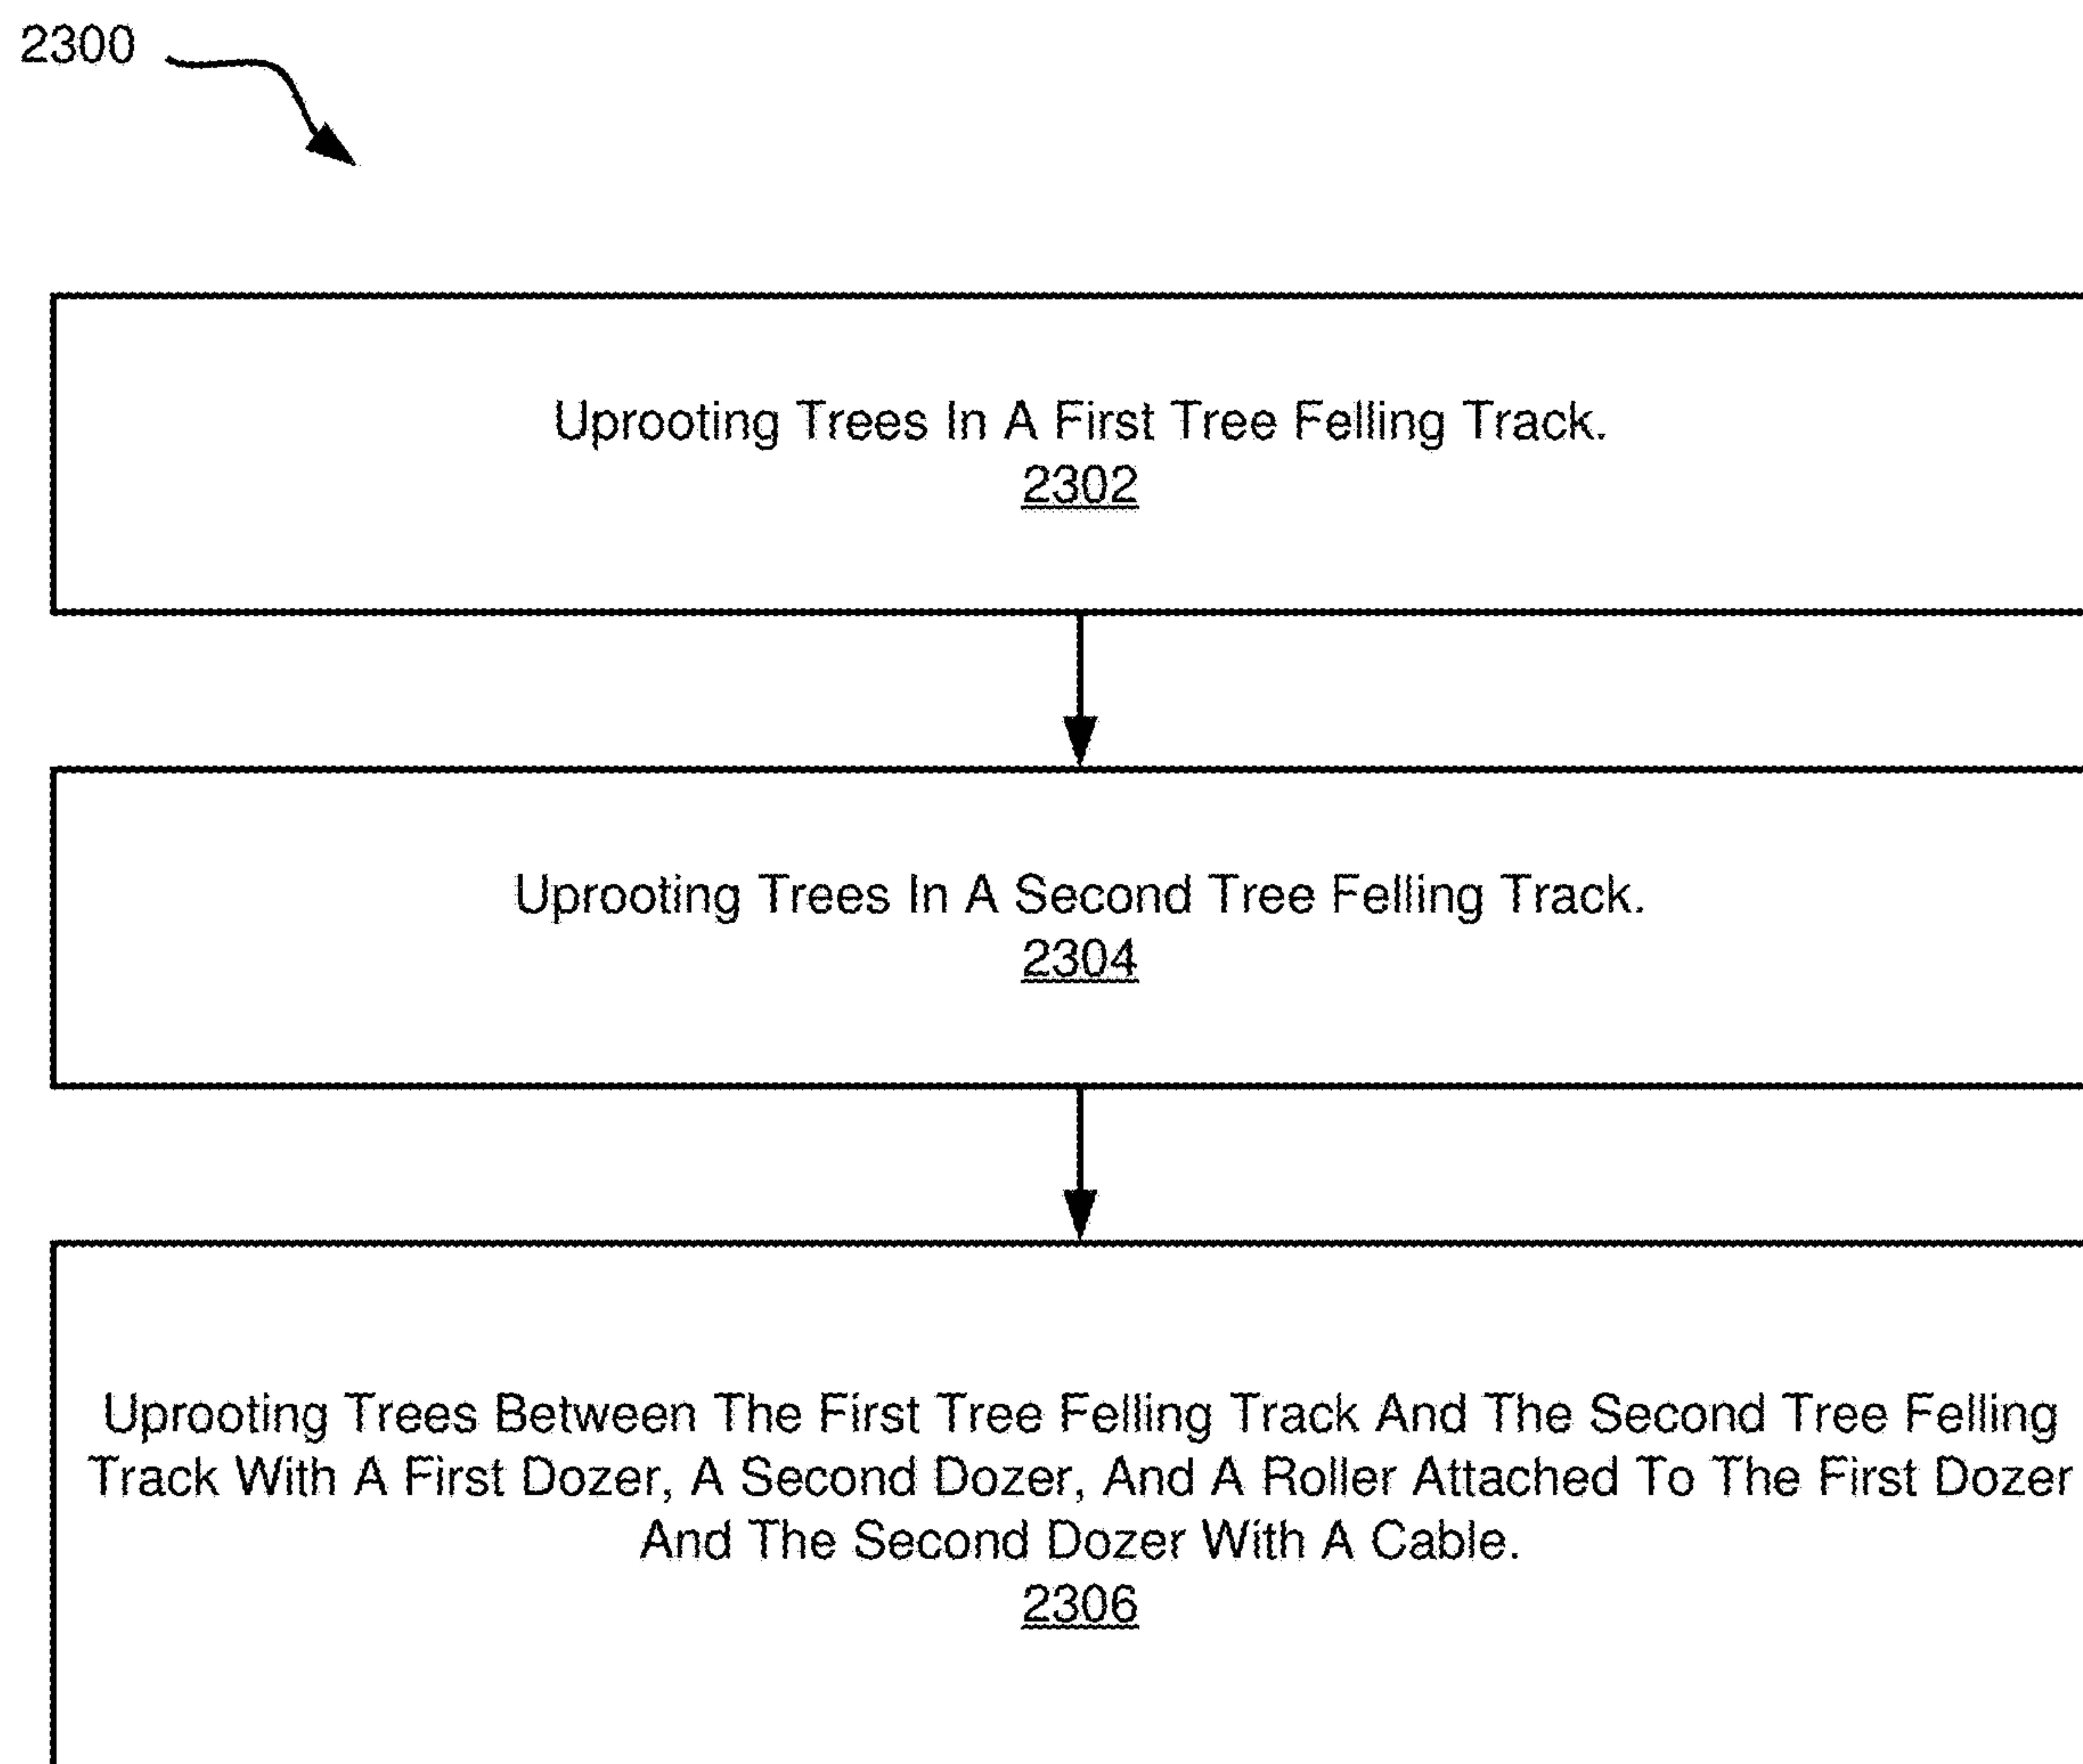 2300
Uprooting Trees In A First Tree Felling Track.
2302
Uprooting Trees In A Second Tree Felling Track.
2304
Uprooting Trees Between The First Tree Felling Track And The Second Tree Felling
Track With A First Dozer, A Second Dozer, And A Roller Attached To The First Dozer
And The Second Dozer With A Cable.
2306